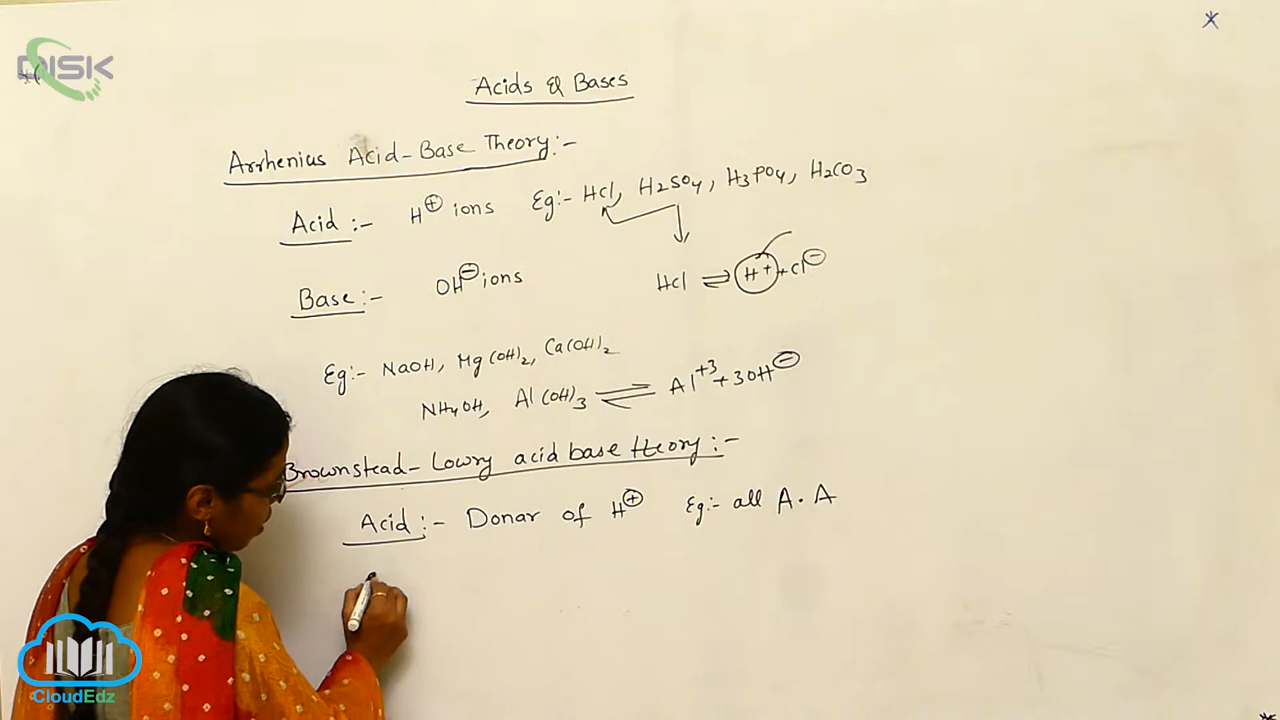 DISK
Acids & Bases
Arrhenius Acid-Base Theory:-
Acid :- H⊕ ions Eg:- HCl, H2SO4, H3PO4, H2CO3
HCl ⇌ H+ + Cl⊖
Base :- OH⊖ ions
Eg:- NaOH, Mg(OH)2, Ca(OH)2
NH4OH, Al(OH)3 ⇌ Al+3 + 3OH⊖
Brownstead-Lowry acid base theory:-
Acid :- Donar of H⊕ Eg:- all A.A
CloudEdz